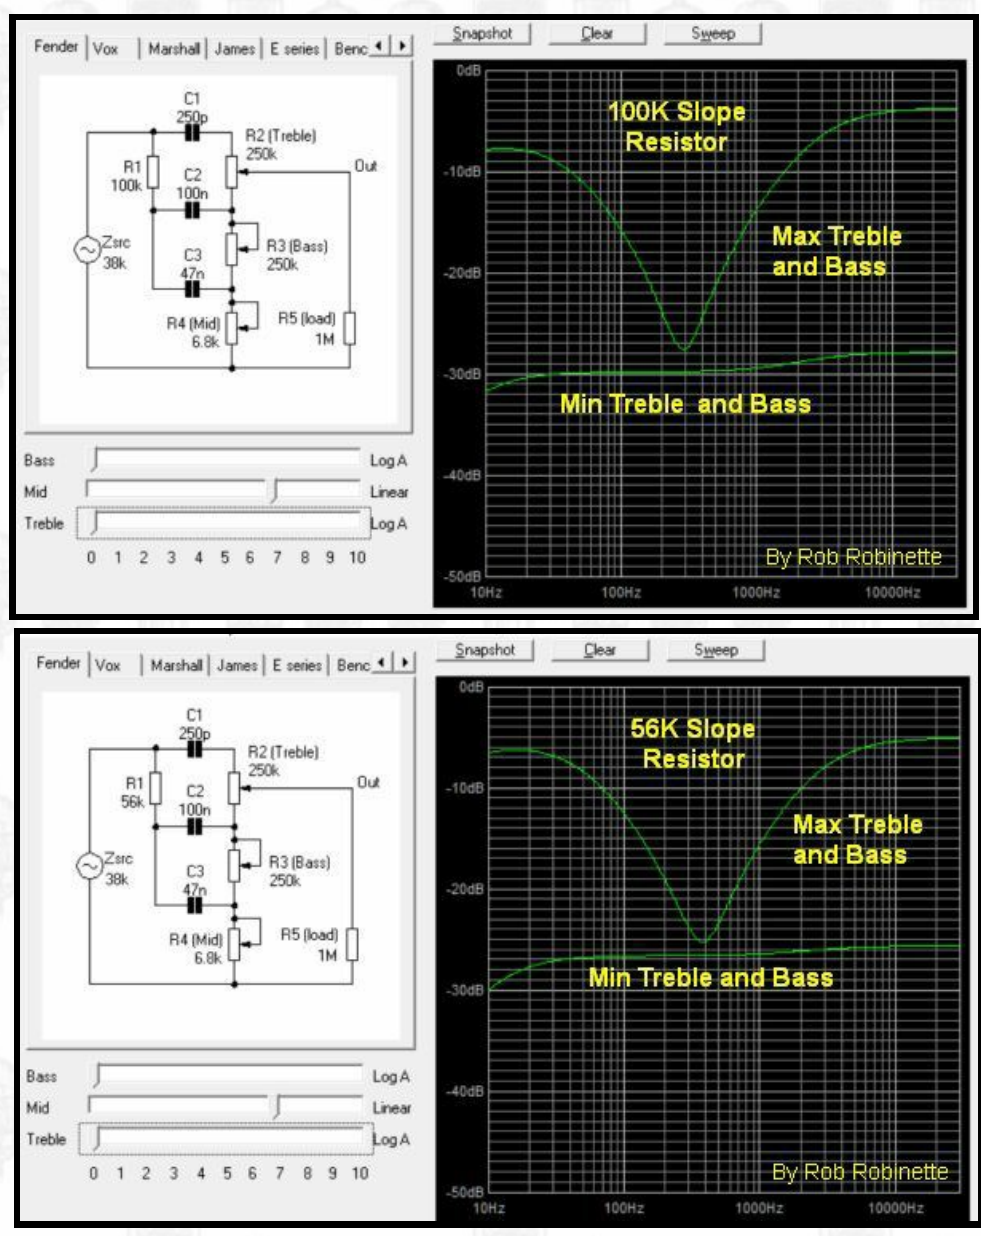 Fender Vox Marshall James E series Benc
Snapshot Clear Sweep
C1
250p
R2 (Treble)
250k
Out
R1
100k
C2
100n
Zsrc
38k
R3 (Bass)
250k
C3
47n
R4 (Mid)
6.8k
R5 (load)
1M
Bass Log A
Mid Linear
Treble Log A
0 1 2 3 4 5 6 7 8 9 10
0dB
-10dB
-20dB
-30dB
-40dB
-50dB
10Hz 100Hz 1000Hz 10000Hz
100K Slope
Resistor
Max Treble
and Bass
Min Treble and Bass
By Rob Robinette
Fender Vox Marshall James E series Benc
Snapshot Clear Sweep
C1
250p
R2 (Treble)
250k
Out
R1
56k
C2
100n
Zsrc
38k
R3 (Bass)
250k
C3
47n
R4 (Mid)
6.8k
R5 (load)
1M
Bass Log A
Mid Linear
Treble Log A
0 1 2 3 4 5 6 7 8 9 10
0dB
-10dB
-20dB
-30dB
-40dB
-50dB
10Hz 100Hz 1000Hz 10000Hz
56K Slope
Resistor
Max Treble
and Bass
Min Treble and Bass
By Rob Robinette